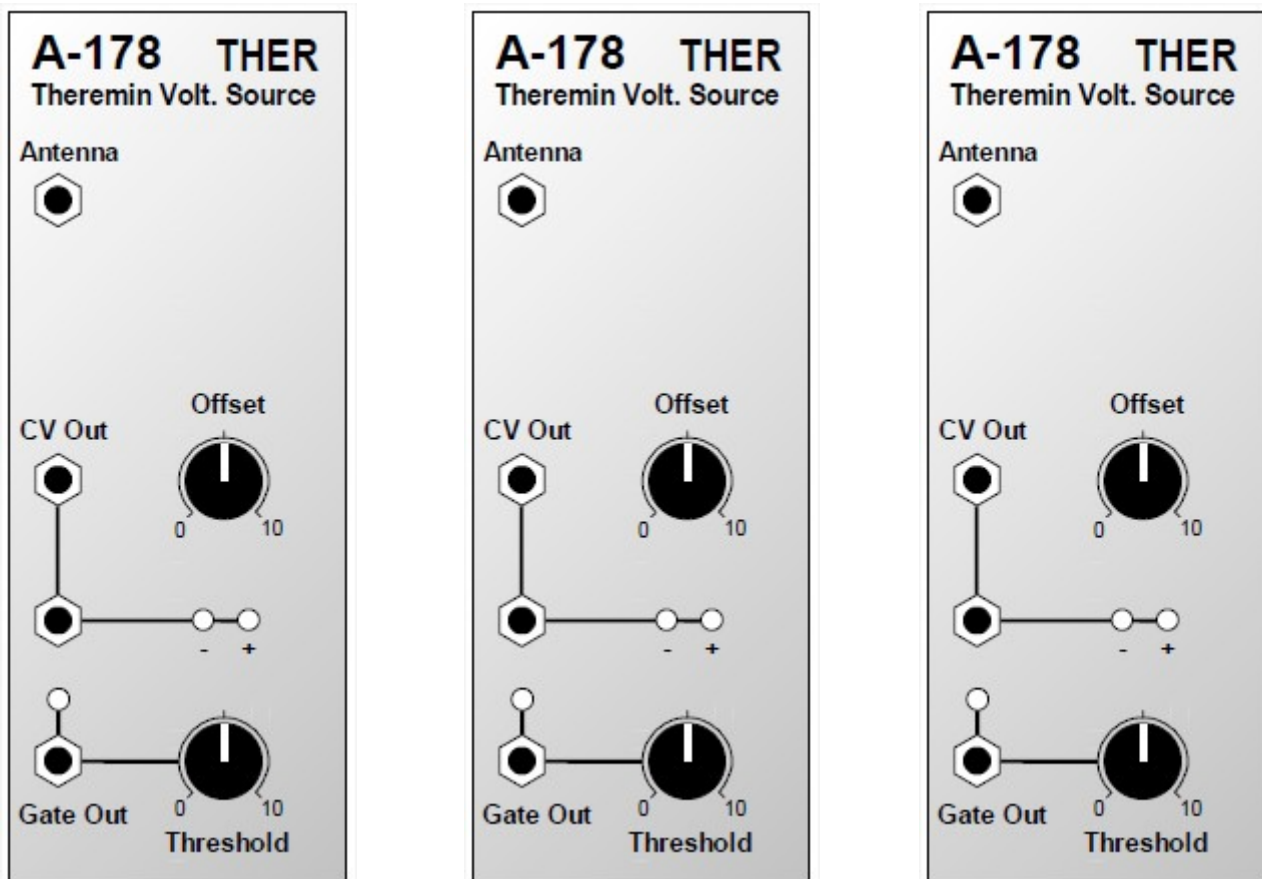 A-178 THER
Theremin Volt. Source
Antenna
Offset
CV Out
0 10
- +
0 10
Gate Out
Threshold
A-178 THER
Theremin Volt. Source
Antenna
Offset
CV Out
0 10
- +
0 10
Gate Out
Threshold
A-178 THER
Theremin Volt. Source
Antenna
Offset
CV Out
0 10
- +
0 10
Gate Out
Threshold